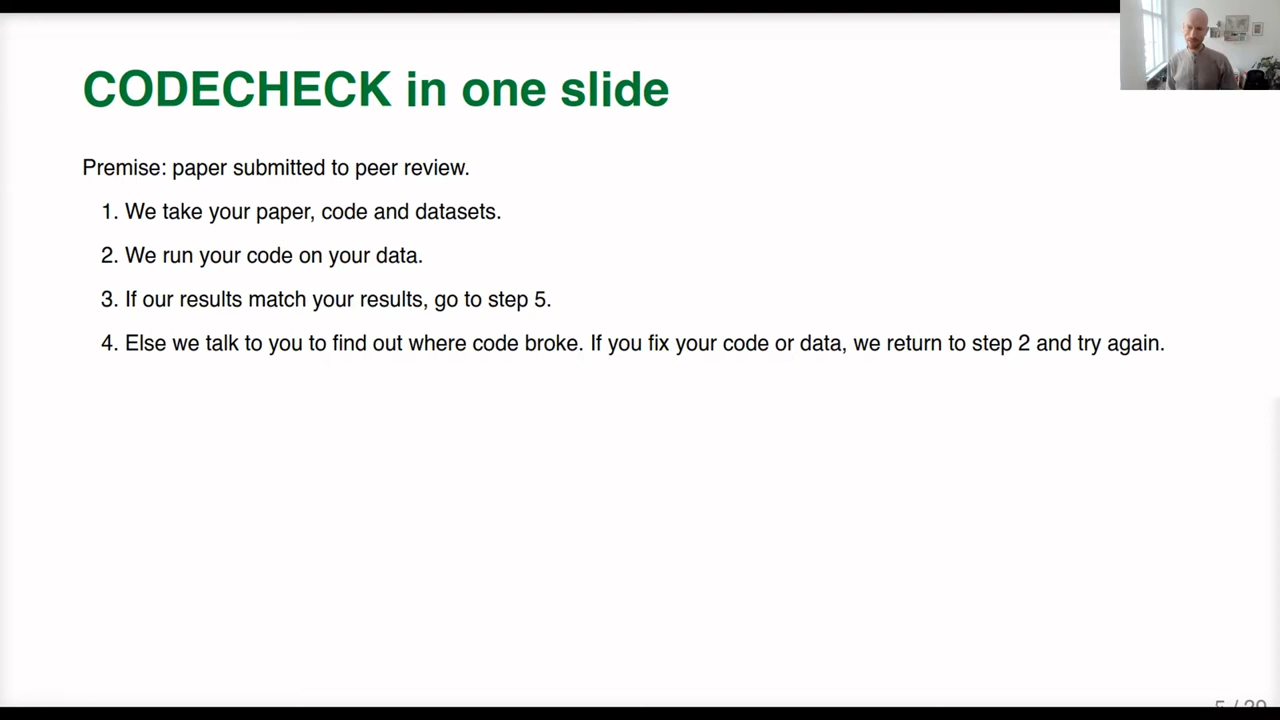 CODECHECK in one slide
Premise: paper submitted to peer review.
1. We take your paper, code and datasets.
2. We run your code on your data.
3. If our results match your results, go to step 5.
4. Else we talk to you to find out where code broke. If you fix your code or data, we return to step 2 and try again.